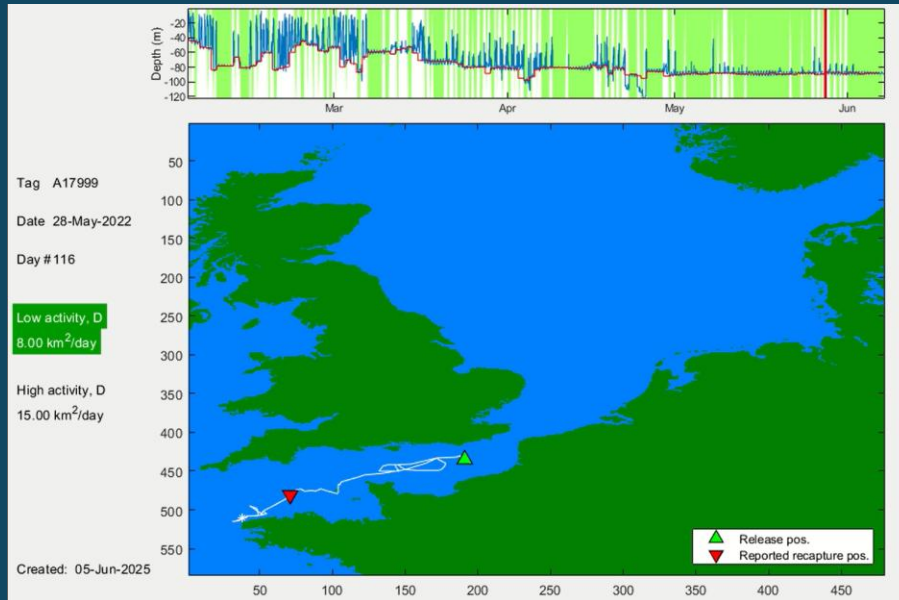 -20
-40
-60
-80
-100
-120
Depth (m)
Mar Apr May Jun
Tag A17999
Date 28-May-2022
Day # 116
Low activity, D
8.00 km²/day
High activity, D
15.00 km²/day
Created: 05-Jun-2025
50
100
150
200
250
300
350
400
450
500
550
Release pos.
Reported recapture pos.
50 100 150 200 250 300 350 400 450